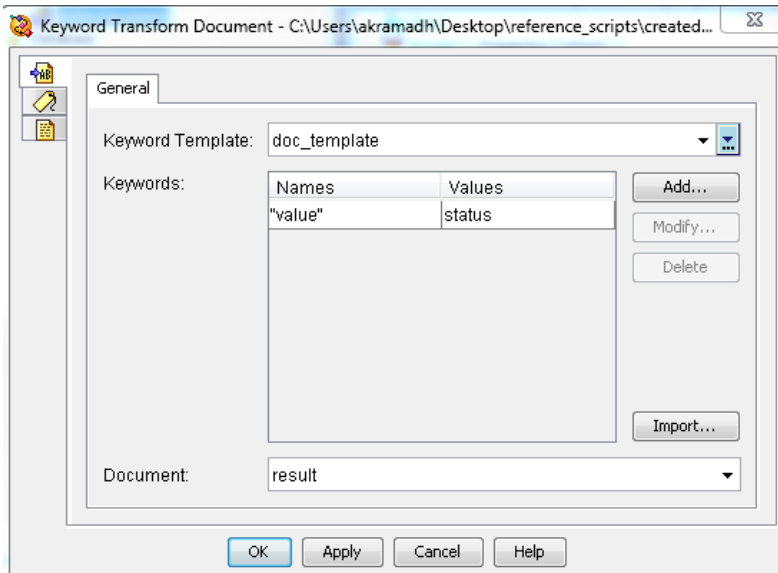 Keyword Transform Document - C:\Users\akramadh\Desktop\reference_scripts\created...
General
Keyword Template: doc_template
Keywords:
Names Values
"value" status
Add...
Modify...
Delete
Import...
Document: result
OK Apply Cancel Help